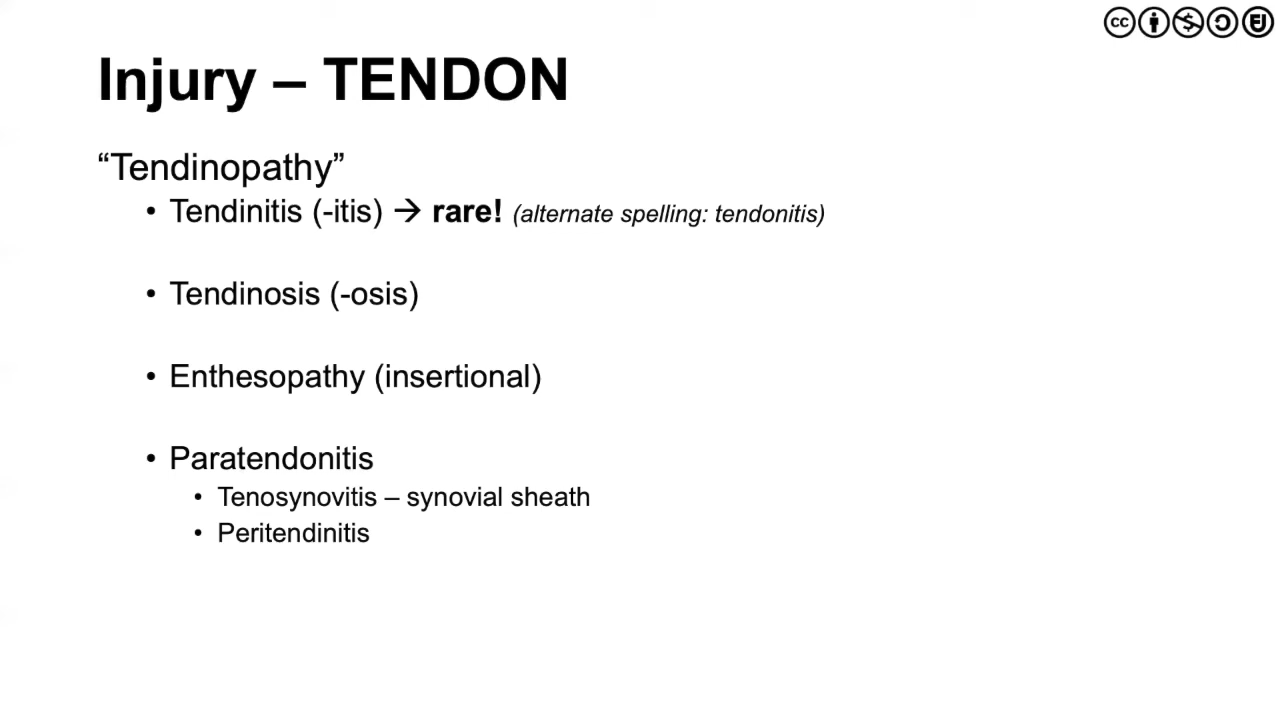 Injury – TENDON
“Tendinopathy”
• Tendinitis (-itis) → rare! (alternate spelling: tendonitis)
• Tendinosis (-osis)
• Enthesopathy (insertional)
• Paratendonitis
• Tenosynovitis – synovial sheath
• Peritendinitis